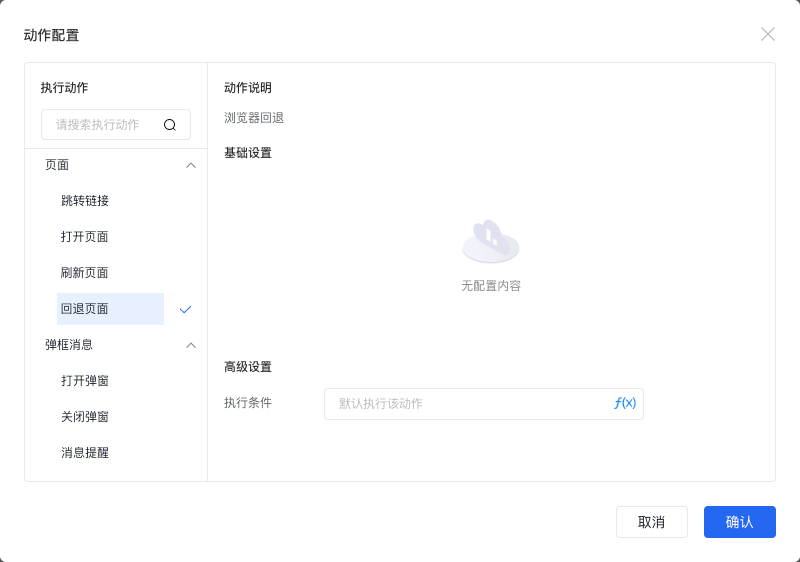 动作配置
执行动作
请搜索执行动作
页面
跳转链接
打开页面
刷新页面
回退页面
弹框消息
打开弹窗
关闭弹窗
消息提醒
动作说明
浏览器回退
基础设置
无配置内容
高级设置
执行条件
默认执行该动作
ƒ(x)
取消
确认